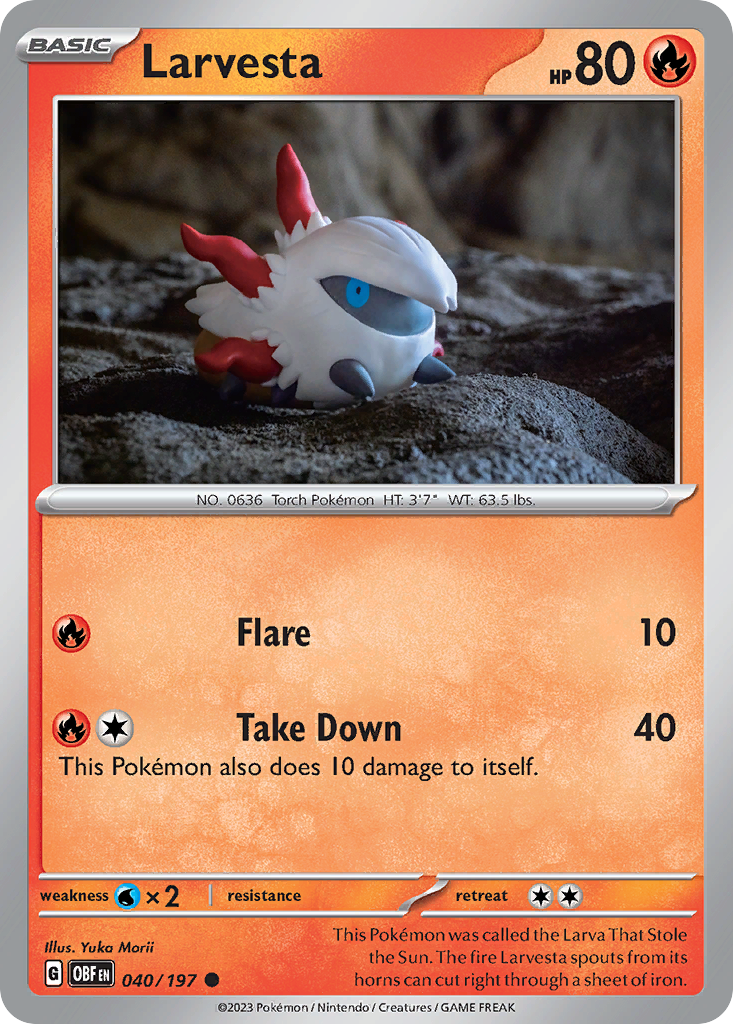 BASIC
Larvesta
HP 80
NO. 0636 Torch Pokémon HT: 3'7" WT: 63.5 lbs.
Flare 10
Take Down 40
This Pokémon also does 10 damage to itself.
weakness ×2 resistance retreat
Illus. Yuka Morii
G OBF EN 040/197
This Pokémon was called the Larva That Stole
the Sun. The fire Larvesta spouts from its
horns can cut right through a sheet of iron.
©2023 Pokémon / Nintendo / Creatures / GAME FREAK